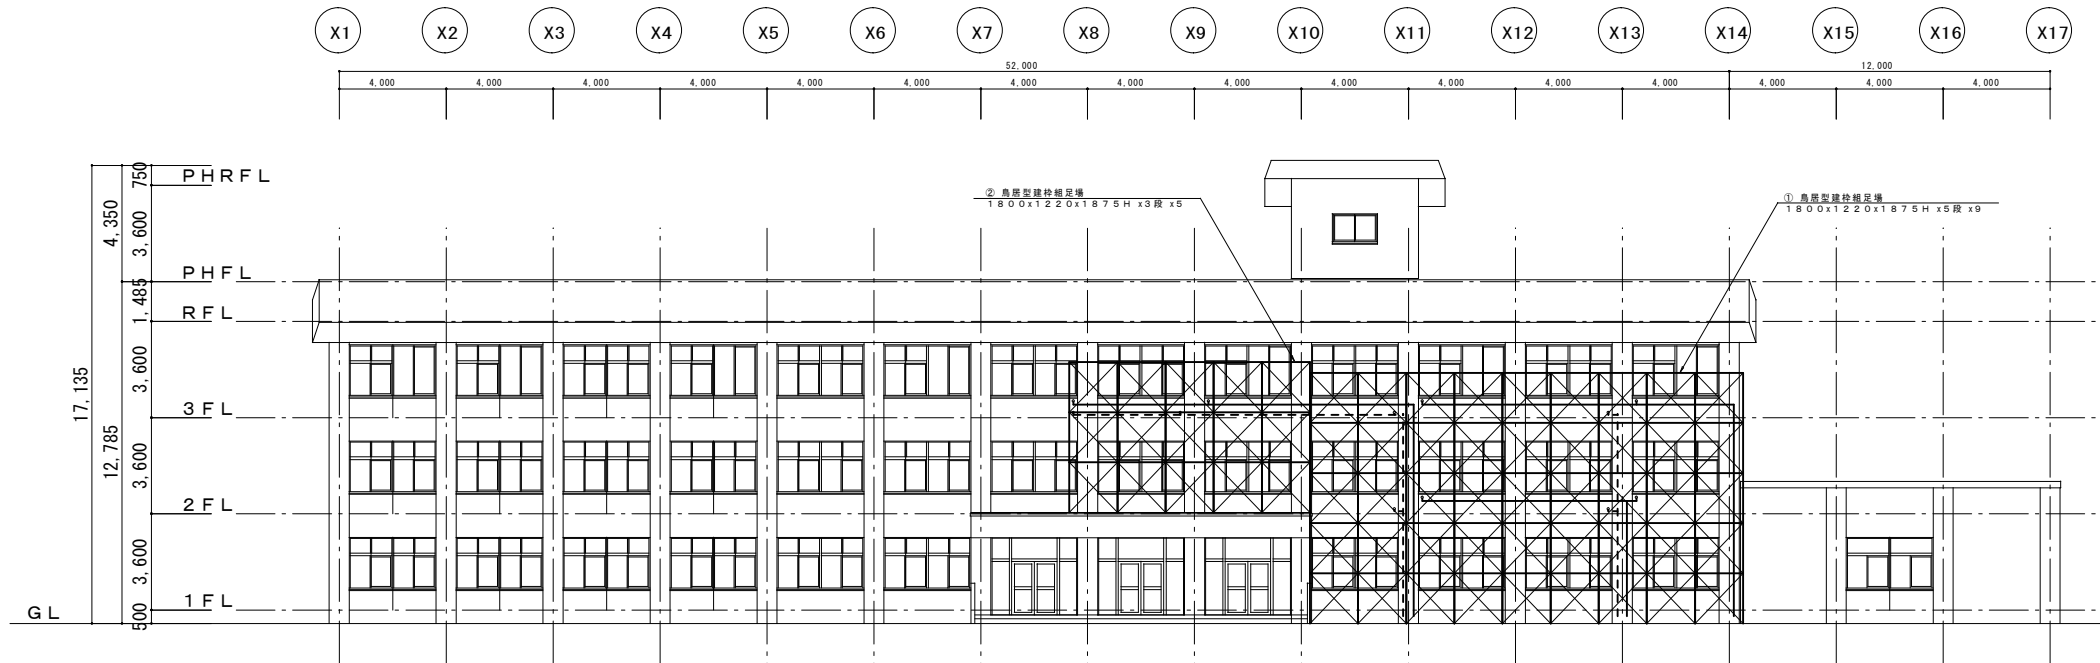 X1 X2 X3 X4 X5 X6 X7 X8 X9 X10 X11 X12 X13 X14 X15 X16 X17
52,000 12,000
4,000 4,000 4,000 4,000 4,000 4,000 4,000 4,000 4,000 4,000 4,000 4,000 4,000 4,000 4,000 4,000
PHRFL
PHFL
RFL
3FL
2FL
1FL
GL
750
3,600
1,485
3,600
3,600
3,600
500
4,350
12,785
17,135
② 鳥居型建枠組足場
1800x1220x1875H x3段 x5
① 鳥居型建枠組足場
1800x1220x1875H x5段 x9